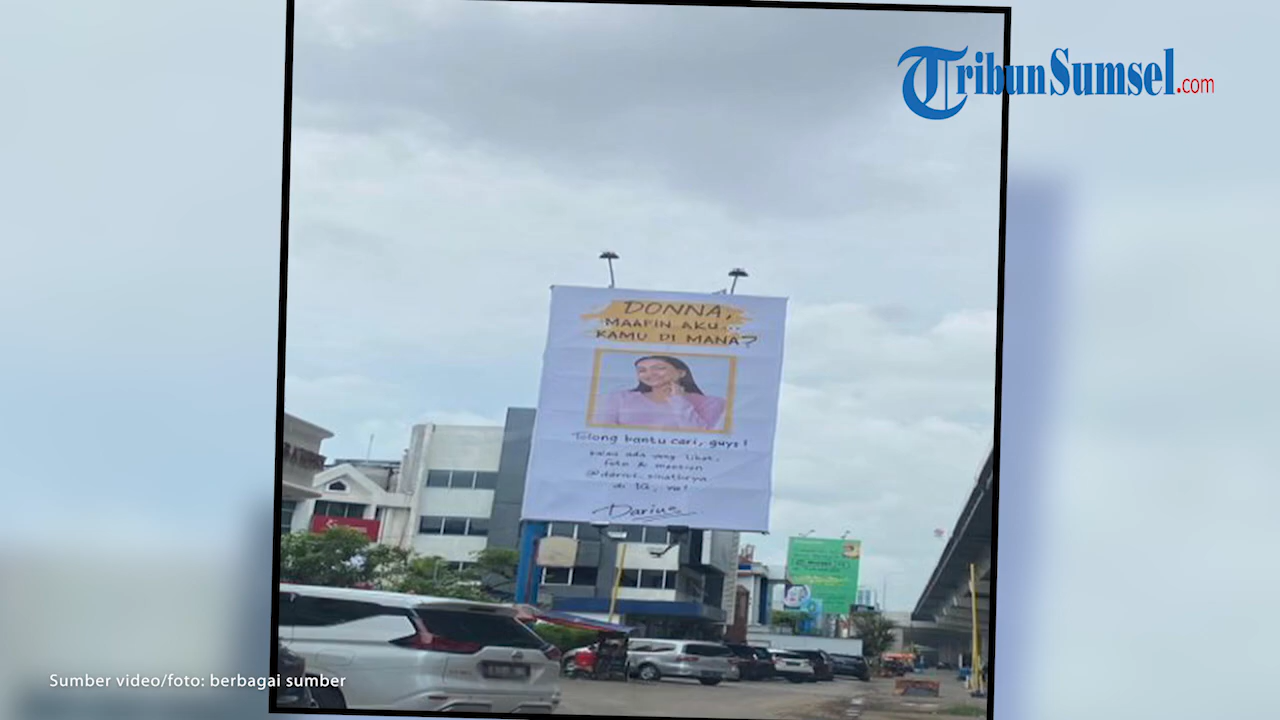 TribunSumsel.com
DONNA,
MAAFIN AKU...
KAMU DI MANA?
Tolong bantu cari, guys!
kalau ada yang lihat,
foto & mention
@darius_sinathrya
di IG, ya!
Darius
Sumber video/foto: berbagai sumber